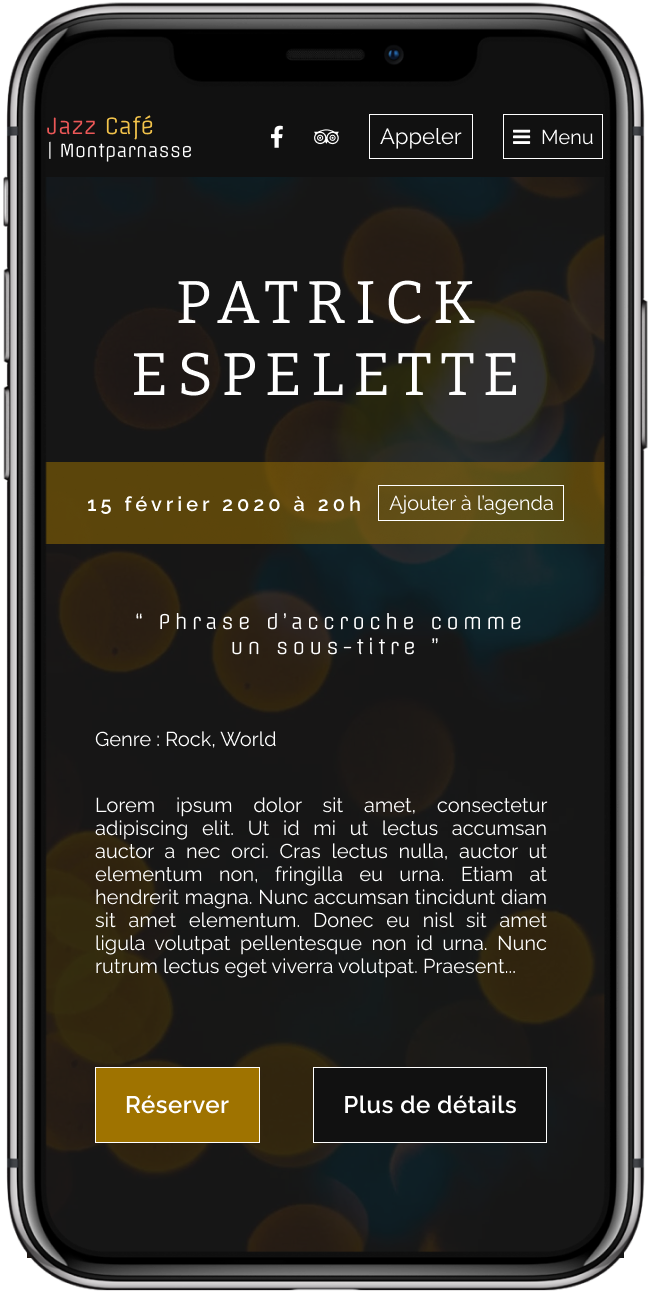 Jazz Café
| Montparnasse
Appeler
Menu
PATRICK
ESPELETTE
15 février 2020 à 20h
Ajouter à l’agenda
“ Phrase d’accroche comme
un sous-titre ”
Genre : Rock, World
Lorem ipsum dolor sit amet, consectetur
adipiscing elit. Ut id mi ut lectus accumsan
auctor a nec orci. Cras lectus nulla, auctor ut
elementum non, fringilla eu urna. Etiam at
hendrerit magna. Nunc accumsan tincidunt diam
sit amet elementum. Donec eu nisl sit amet
ligula volutpat pellentesque non id urna. Nunc
rutrum lectus eget viverra volutpat. Praesent...
Réserver
Plus de détails